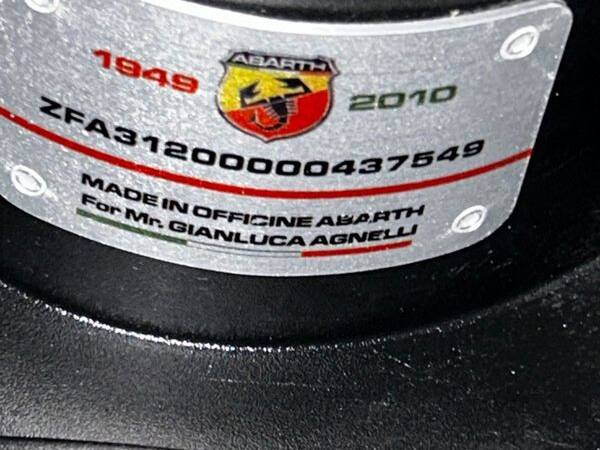 ABARTH
1949 2010
ZFA31200000437549
MADE IN OFFICINE ABARTH
For Mr. GIANLUCA AGNELLI